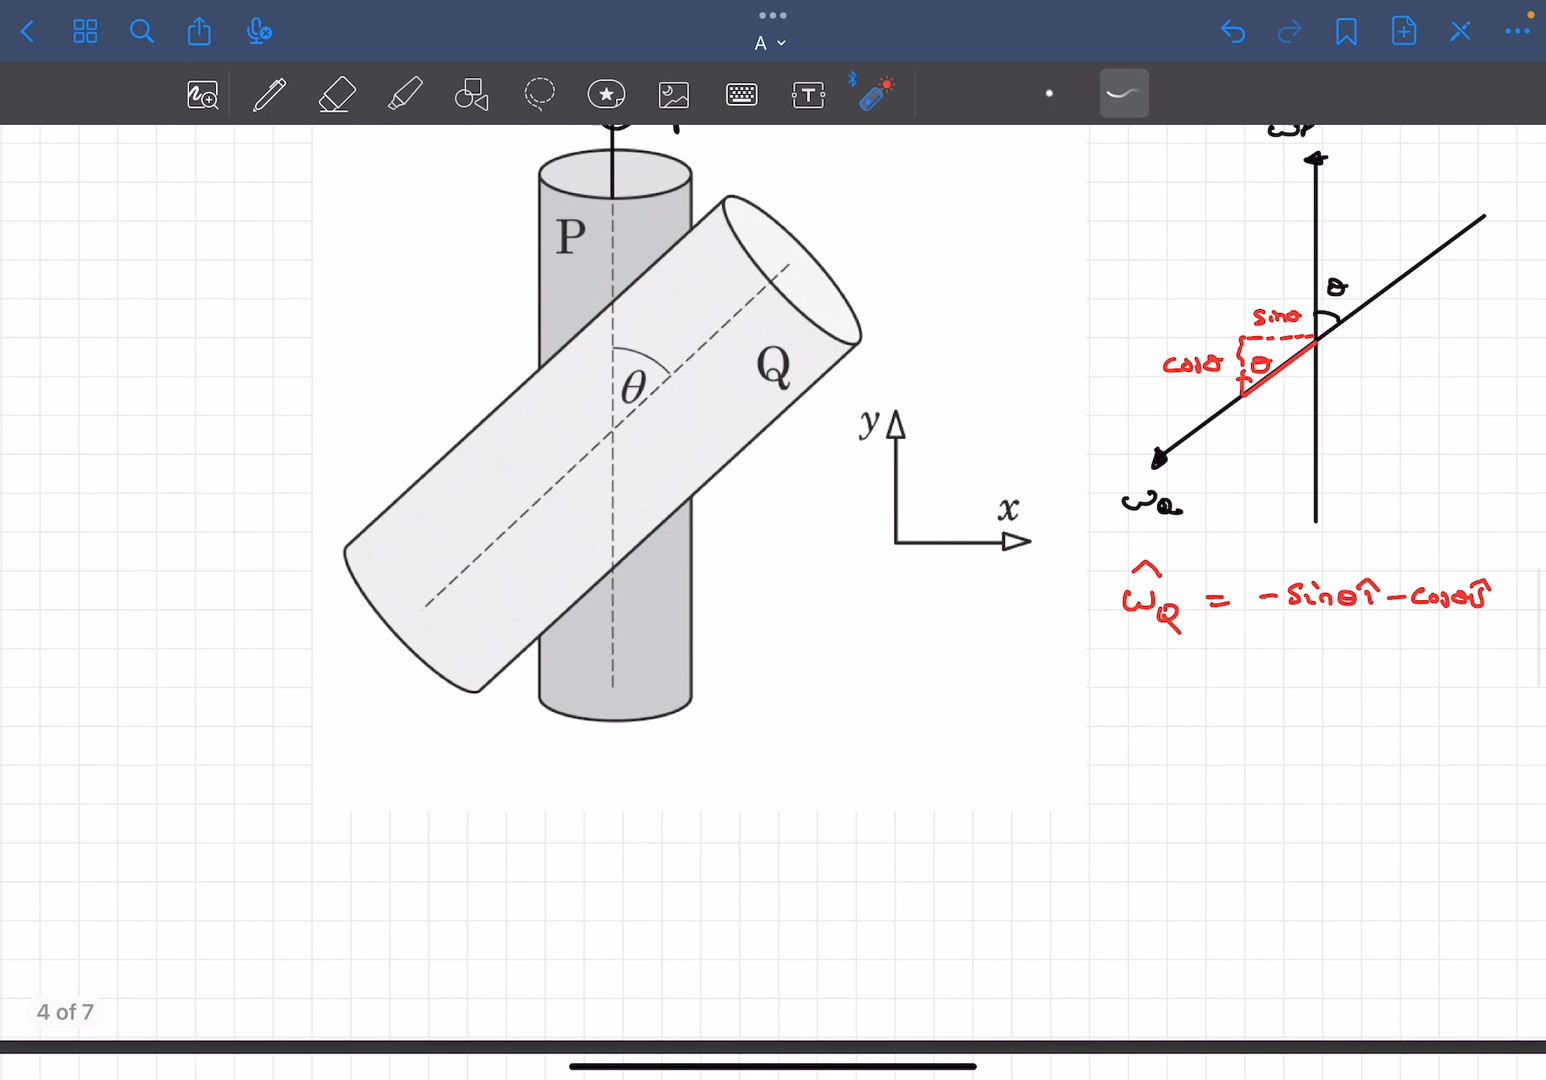 A
T
P
Q
θ
y
x
θ
sinθ
cosθ
θ
ωQ
ω̂Q = -sinθî - cosθĵ
4 of 7